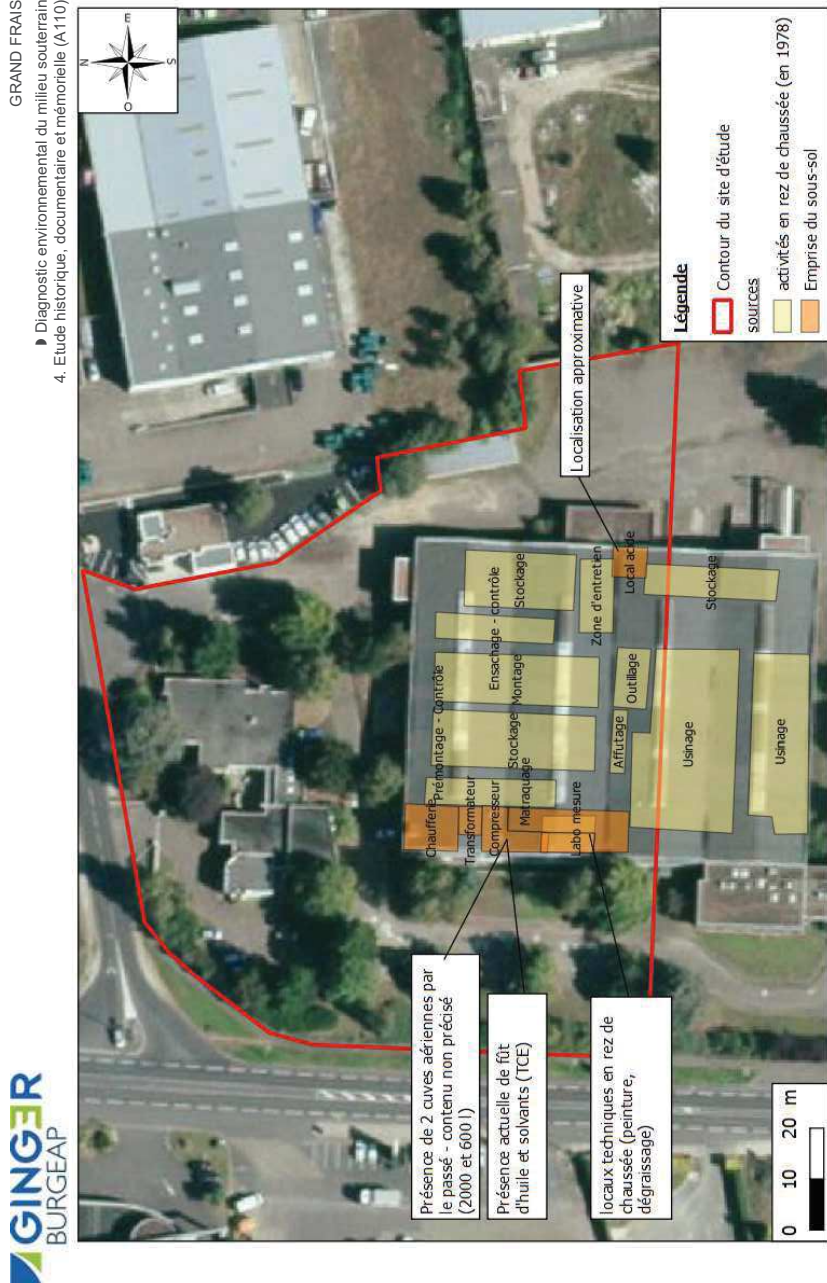 GINGER
BURGEAP
GRAND FRAIS
◗ Diagnostic environnemental du milieu souterrain
4. Etude historique, documentaire et mémorielle (A110)
N
E
S
O
Présence de 2 cuves aériennes par
le passé - contenu non précisé
(2000 et 600 l)
Présence actuelle de fût
d'huile et solvants (TCE)
locaux techniques en rez de
chaussée (peinture,
dégraissage)
Localisation approximative
Chaufferie
Transformateur
Compresseur
Matraquage
Labo mesure
Prémontage - Contrôle
Stockage
Montage
Ensachage - contrôle
Stockage
Zone d'entretien
Local acide
Affutage
Outillage
Usinage
Stockage
Usinage
Légende
Contour du site d'étude
sources
activités en rez de chaussée (en 1978)
Emprise du sous-sol
0 10 20 m